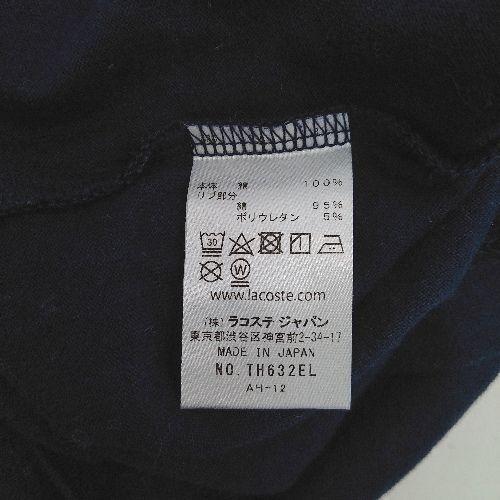 本体 綿 100%
リブ部分
綿 95%
ポリウレタン 5%
30
W
www.lacoste.com
(株) ラコステ ジャパン
東京都渋谷区神宮前2-34-17
MADE IN JAPAN
NO. TH632EL
AH-12